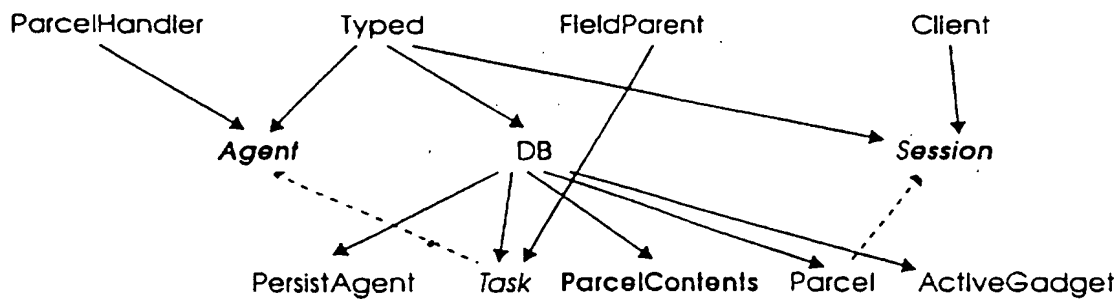 ParcelHandler Typed FieldParent Client
Agent DB Session
PersistAgent Task ParcelContents Parcel ActiveGadget